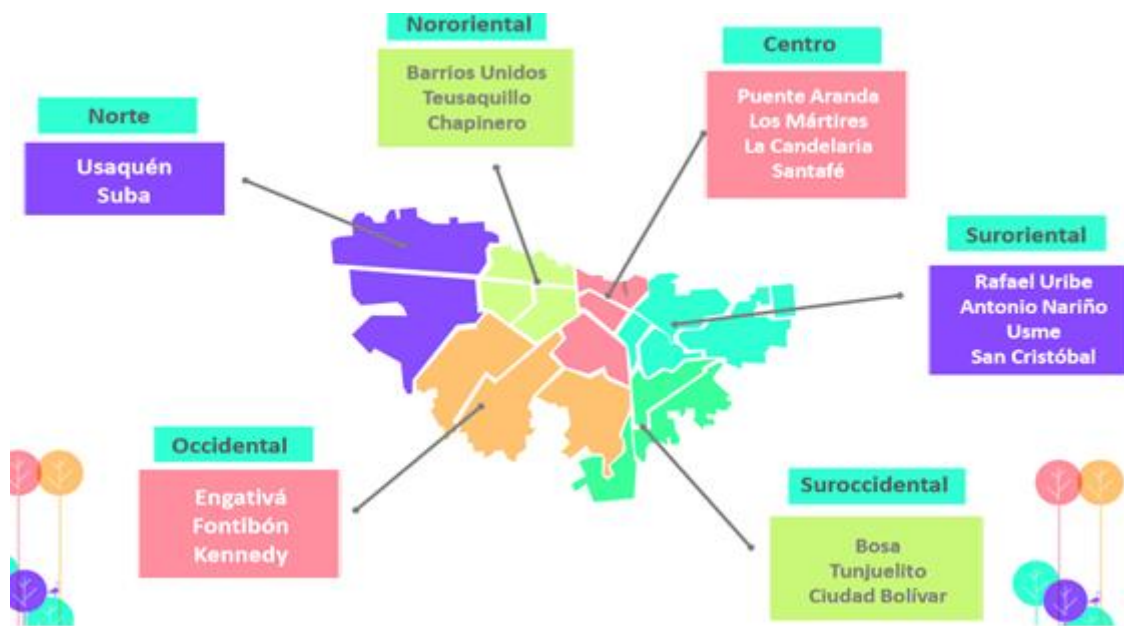 Nororiental
Barrios Unidos
Teusaquillo
Chapinero
Centro
Puente Aranda
Los Mártires
La Candelaria
Santafé
Norte
Usaquén
Suba
Suroriental
Rafael Uribe
Antonio Nariño
Usme
San Cristóbal
Occidental
Engativá
Fontibón
Kennedy
Suroccidental
Bosa
Tunjuelito
Ciudad Bolívar